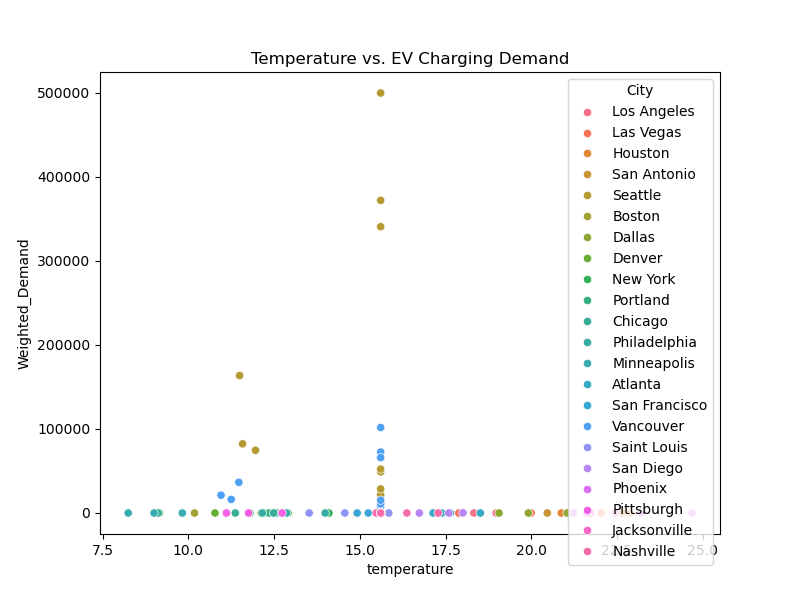 Temperature vs. EV Charging Demand
Weighted_Demand
500000
400000
300000
200000
100000
0
7.5 10.0 12.5 15.0 17.5 20.0 22.5 25.0
temperature
City
Los Angeles
Las Vegas
Houston
San Antonio
Seattle
Boston
Dallas
Denver
New York
Portland
Chicago
Philadelphia
Minneapolis
Atlanta
San Francisco
Vancouver
Saint Louis
San Diego
Phoenix
Pittsburgh
Jacksonville
Nashville